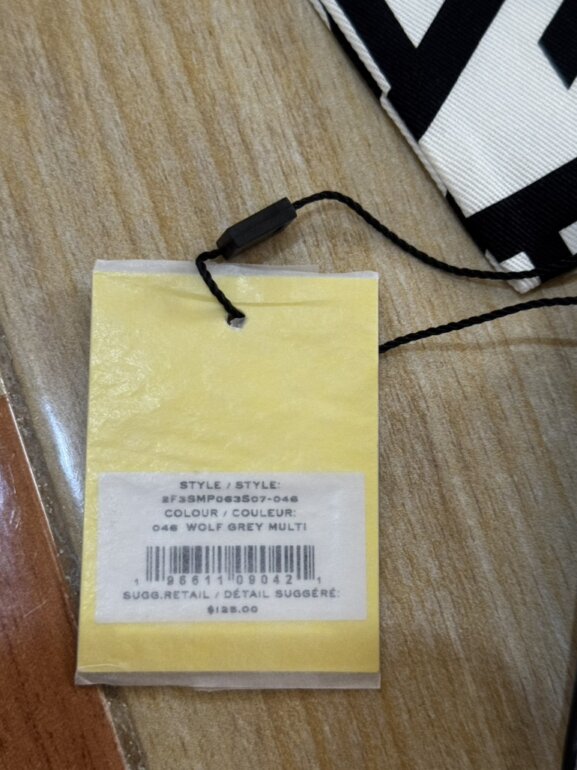 STYLE / STYLE:
2F3SMP063S07-046
COLOUR / COULEUR:
046 WOLF GREY MULTI
1 95611 09042 1
SUGG.RETAIL / DÉTAIL SUGGÉRÉ:
$125.00